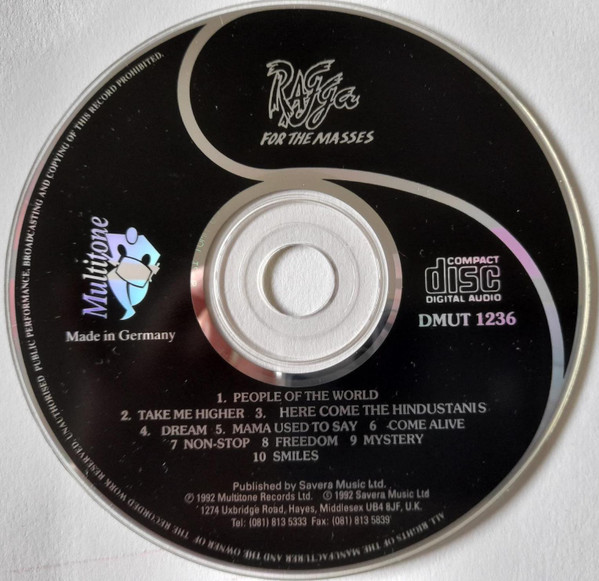 RAGGA
FOR THE MASSES
Multitone
Made in Germany
COMPACT
disc
DIGITAL AUDIO
DMUT 1236
1. PEOPLE OF THE WORLD
2. TAKE ME HIGHER 3. HERE COME THE HINDUSTANIS
4. DREAM 5. MAMA USED TO SAY 6 -COME ALIVE
7 NON-STOP 8 FREEDOM 9 MYSTERY
10 SMILES
Published by Savera Music Ltd.
℗ 1992 Multitone Records Ltd. © 1992 Savera Music Ltd
1274 Uxbridge Road, Hayes, Middlesex UB4 8JF, U.K.
Tel: (081) 813 5333 Fax: (081) 813 5839
ALL RIGHTS OF THE MANUFACTURER AND THE OWNER OF THE RECORDED WORK RESERVED. UNAUTHORISED PUBLIC PERFORMANCE, BROADCASTING AND COPYING OF THIS RECORD PROHIBITED.